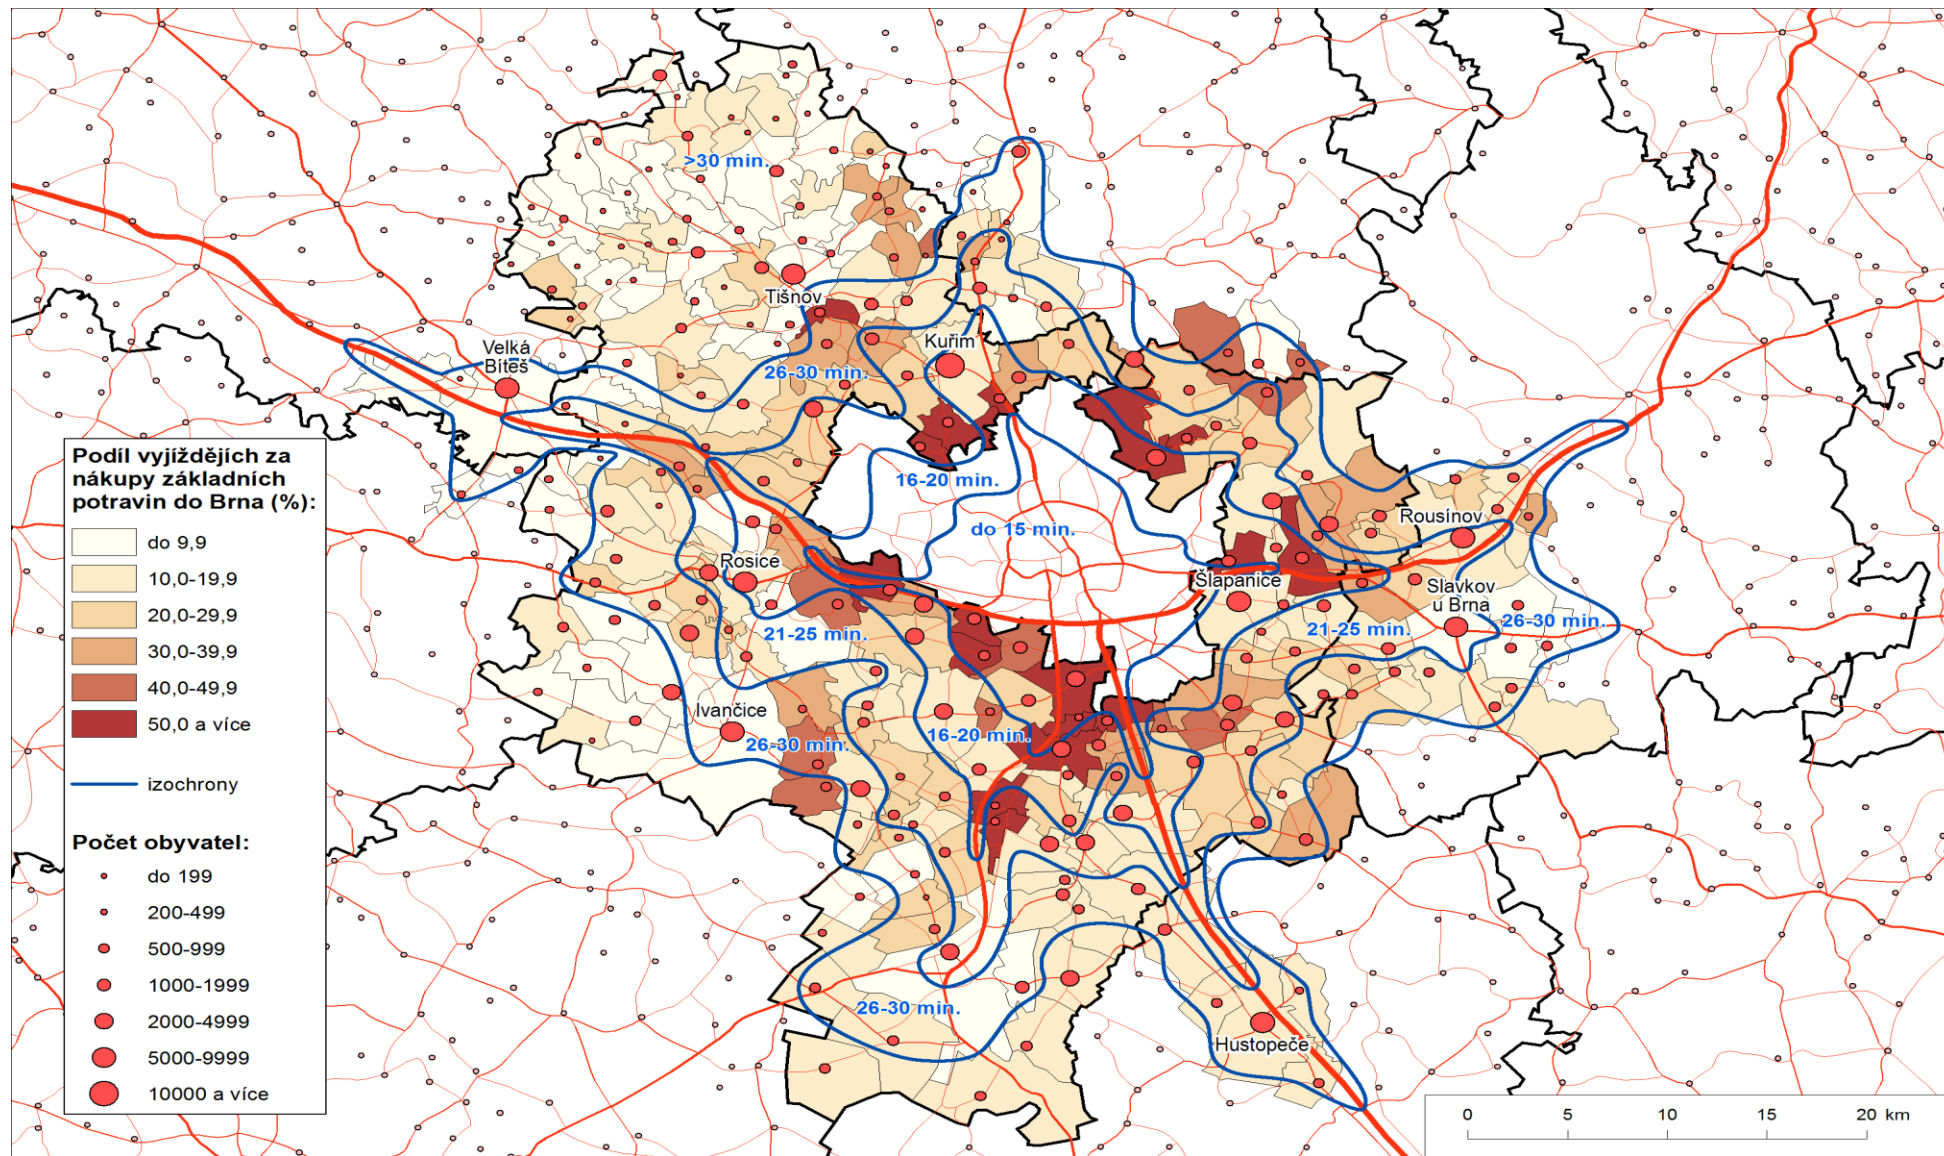 >30 min.
Tišnov
Kuřim
Velká
Bíteš
26-30 min.
Podíl vyjíždějích za
nákupy základních
potravin do Brna (%):
do 9,9
10,0-19,9
20,0-29,9
30,0-39,9
40,0-49,9
50,0 a více
izochrony
Počet obyvatel:
do 199
200-499
500-999
1000-1999
2000-4999
5000-9999
10000 a více
16-20 min.
do 15 min.
Rousínov
Rosice
Šlapanice
Slavkov
u Brna
21-25 min.
21-25 min.
26-30 min.
Ivančice
26-30 min.
16-20 min.
26-30 min.
Hustopeče
0 5 10 15 20 km